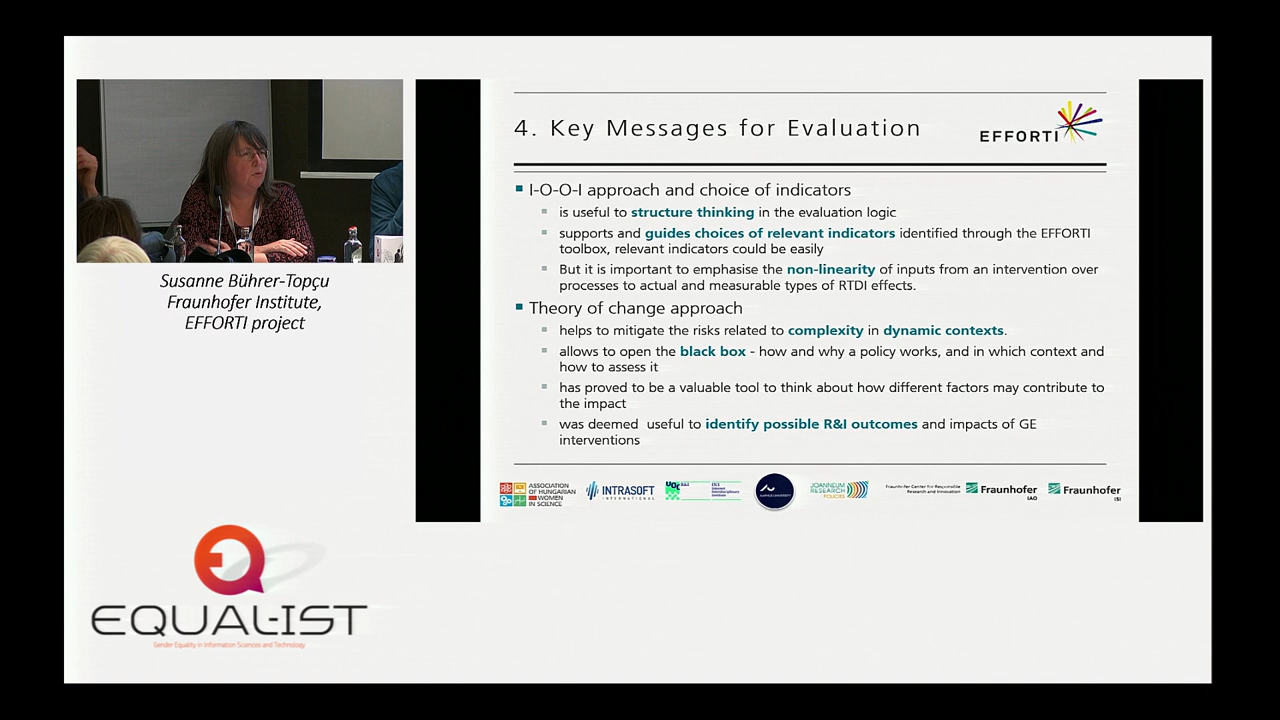 4. Key Messages for Evaluation
EFFORTI
I-O-O-I approach and choice of indicators
is useful to structure thinking in the evaluation logic
supports and guides choices of relevant indicators identified through the EFFORTI
toolbox, relevant indicators could be easily
But it is important to emphasise the non-linearity of inputs from an intervention over
processes to actual and measurable types of RTDI effects.
Theory of change approach
helps to mitigate the risks related to complexity in dynamic contexts.
allows to open the black box - how and why a policy works, and in which context and
how to assess it
has proved to be a valuable tool to think about how different factors may contribute to
the impact
was deemed useful to identify possible R&I outcomes and impacts of GE
interventions
ASSOCIATION
OF HUNGARIAN
WOMEN
IN SCIENCE
INTRASOFT
INTERNATIONAL
UOC
JOANNEUM
RESEARCH
POLICIES
Fraunhofer Center for Responsible
Research and Innovation
Fraunhofer
IAO
Fraunhofer
ISI
Susanne Bührer-Topçu
Fraunhofer Institute,
EFFORTI project
EQUAL-IST
Gender Equality in Information Sciences and Technology